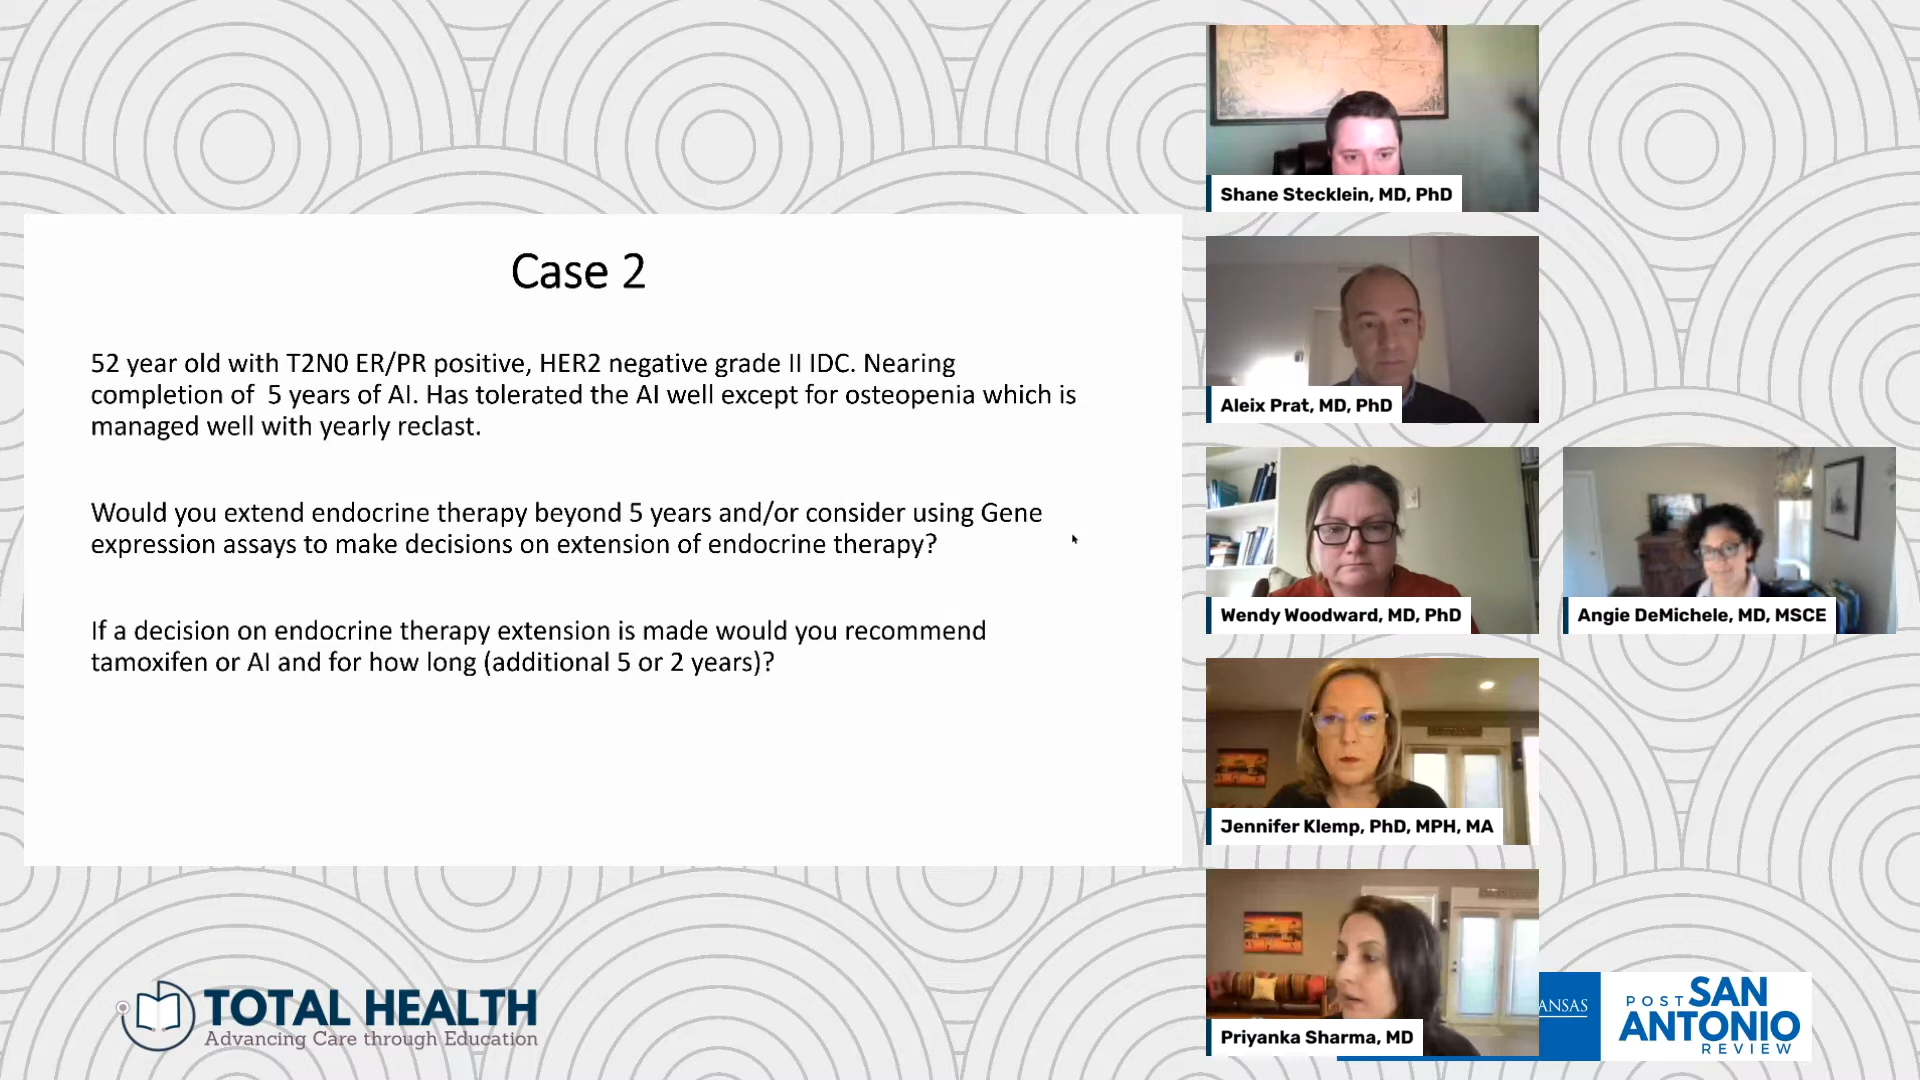 Case 2
52 year old with T2N0 ER/PR positive, HER2 negative grade II IDC. Nearing
completion of  5 years of AI. Has tolerated the AI well except for osteopenia which is
managed well with yearly reclast.
Would you extend endocrine therapy beyond 5 years and/or consider using Gene
expression assays to make decisions on extension of endocrine therapy?
If a decision on endocrine therapy extension is made would you recommend
tamoxifen or AI and for how long (additional 5 or 2 years)?
Shane Stecklein, MD, PhD
Aleix Prat, MD, PhD
Wendy Woodward, MD, PhD
Angie DeMichele, MD, MSCE
Jennifer Klemp, PhD, MPH, MA
Priyanka Sharma, MD
TOTAL HEALTH
Advancing Care through Education
ANSAS
POST SAN
ANTONIO
REVIEW